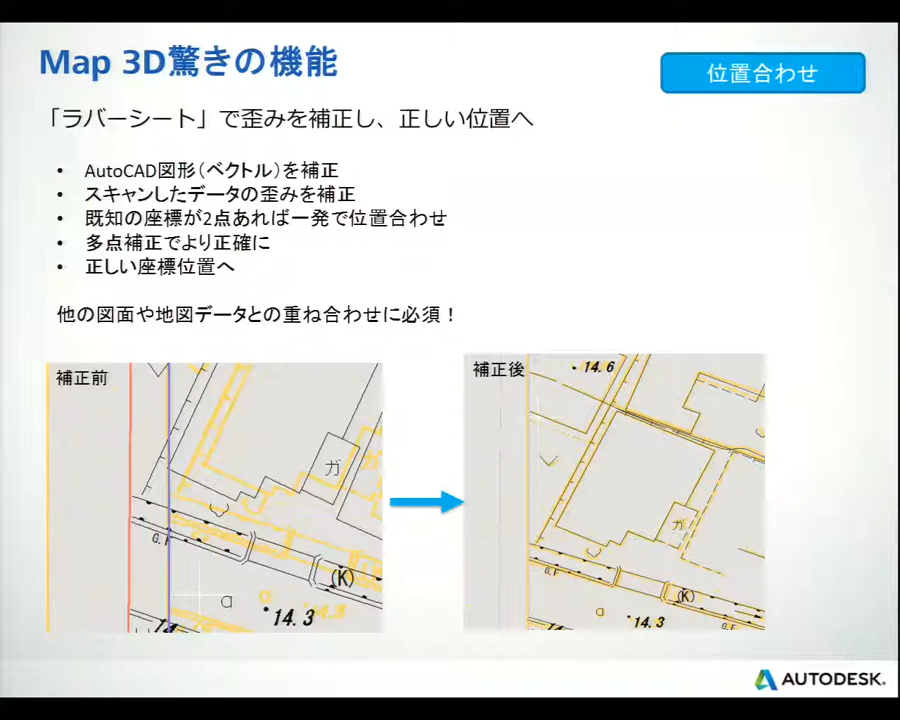 Map 3D驚きの機能
位置合わせ
「ラバーシート」で歪みを補正し、正しい位置へ
• AutoCAD図形（ベクトル）を補正
• スキャンしたデータの歪みを補正
• 既知の座標が2点あれば一発で位置合わせ
• 多点補正でより正確に
• 正しい座標位置へ
他の図面や地図データとの重ね合わせに必須！
補正前
ガ
(K)
14.3
補正後
14.6
ガ
(K)
14.3
AUTODESK.